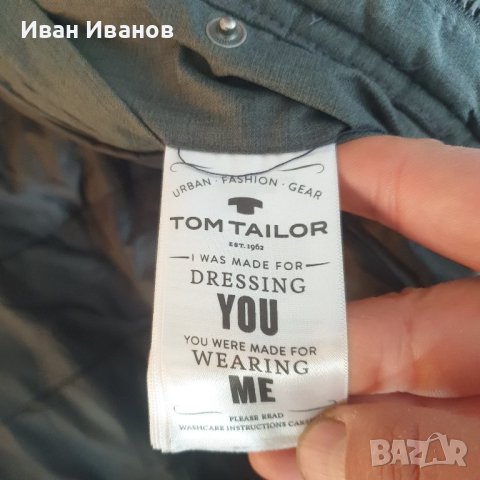 Иван Иванов
URBAN · FASHION · GEAR
TOM TAILOR
EST. 1962
I WAS MADE FOR
DRESSING
YOU
YOU WERE MADE FOR
WEARING
ME
PLEASE READ
WASHCARE INSTRUCTIONS
BAZAR